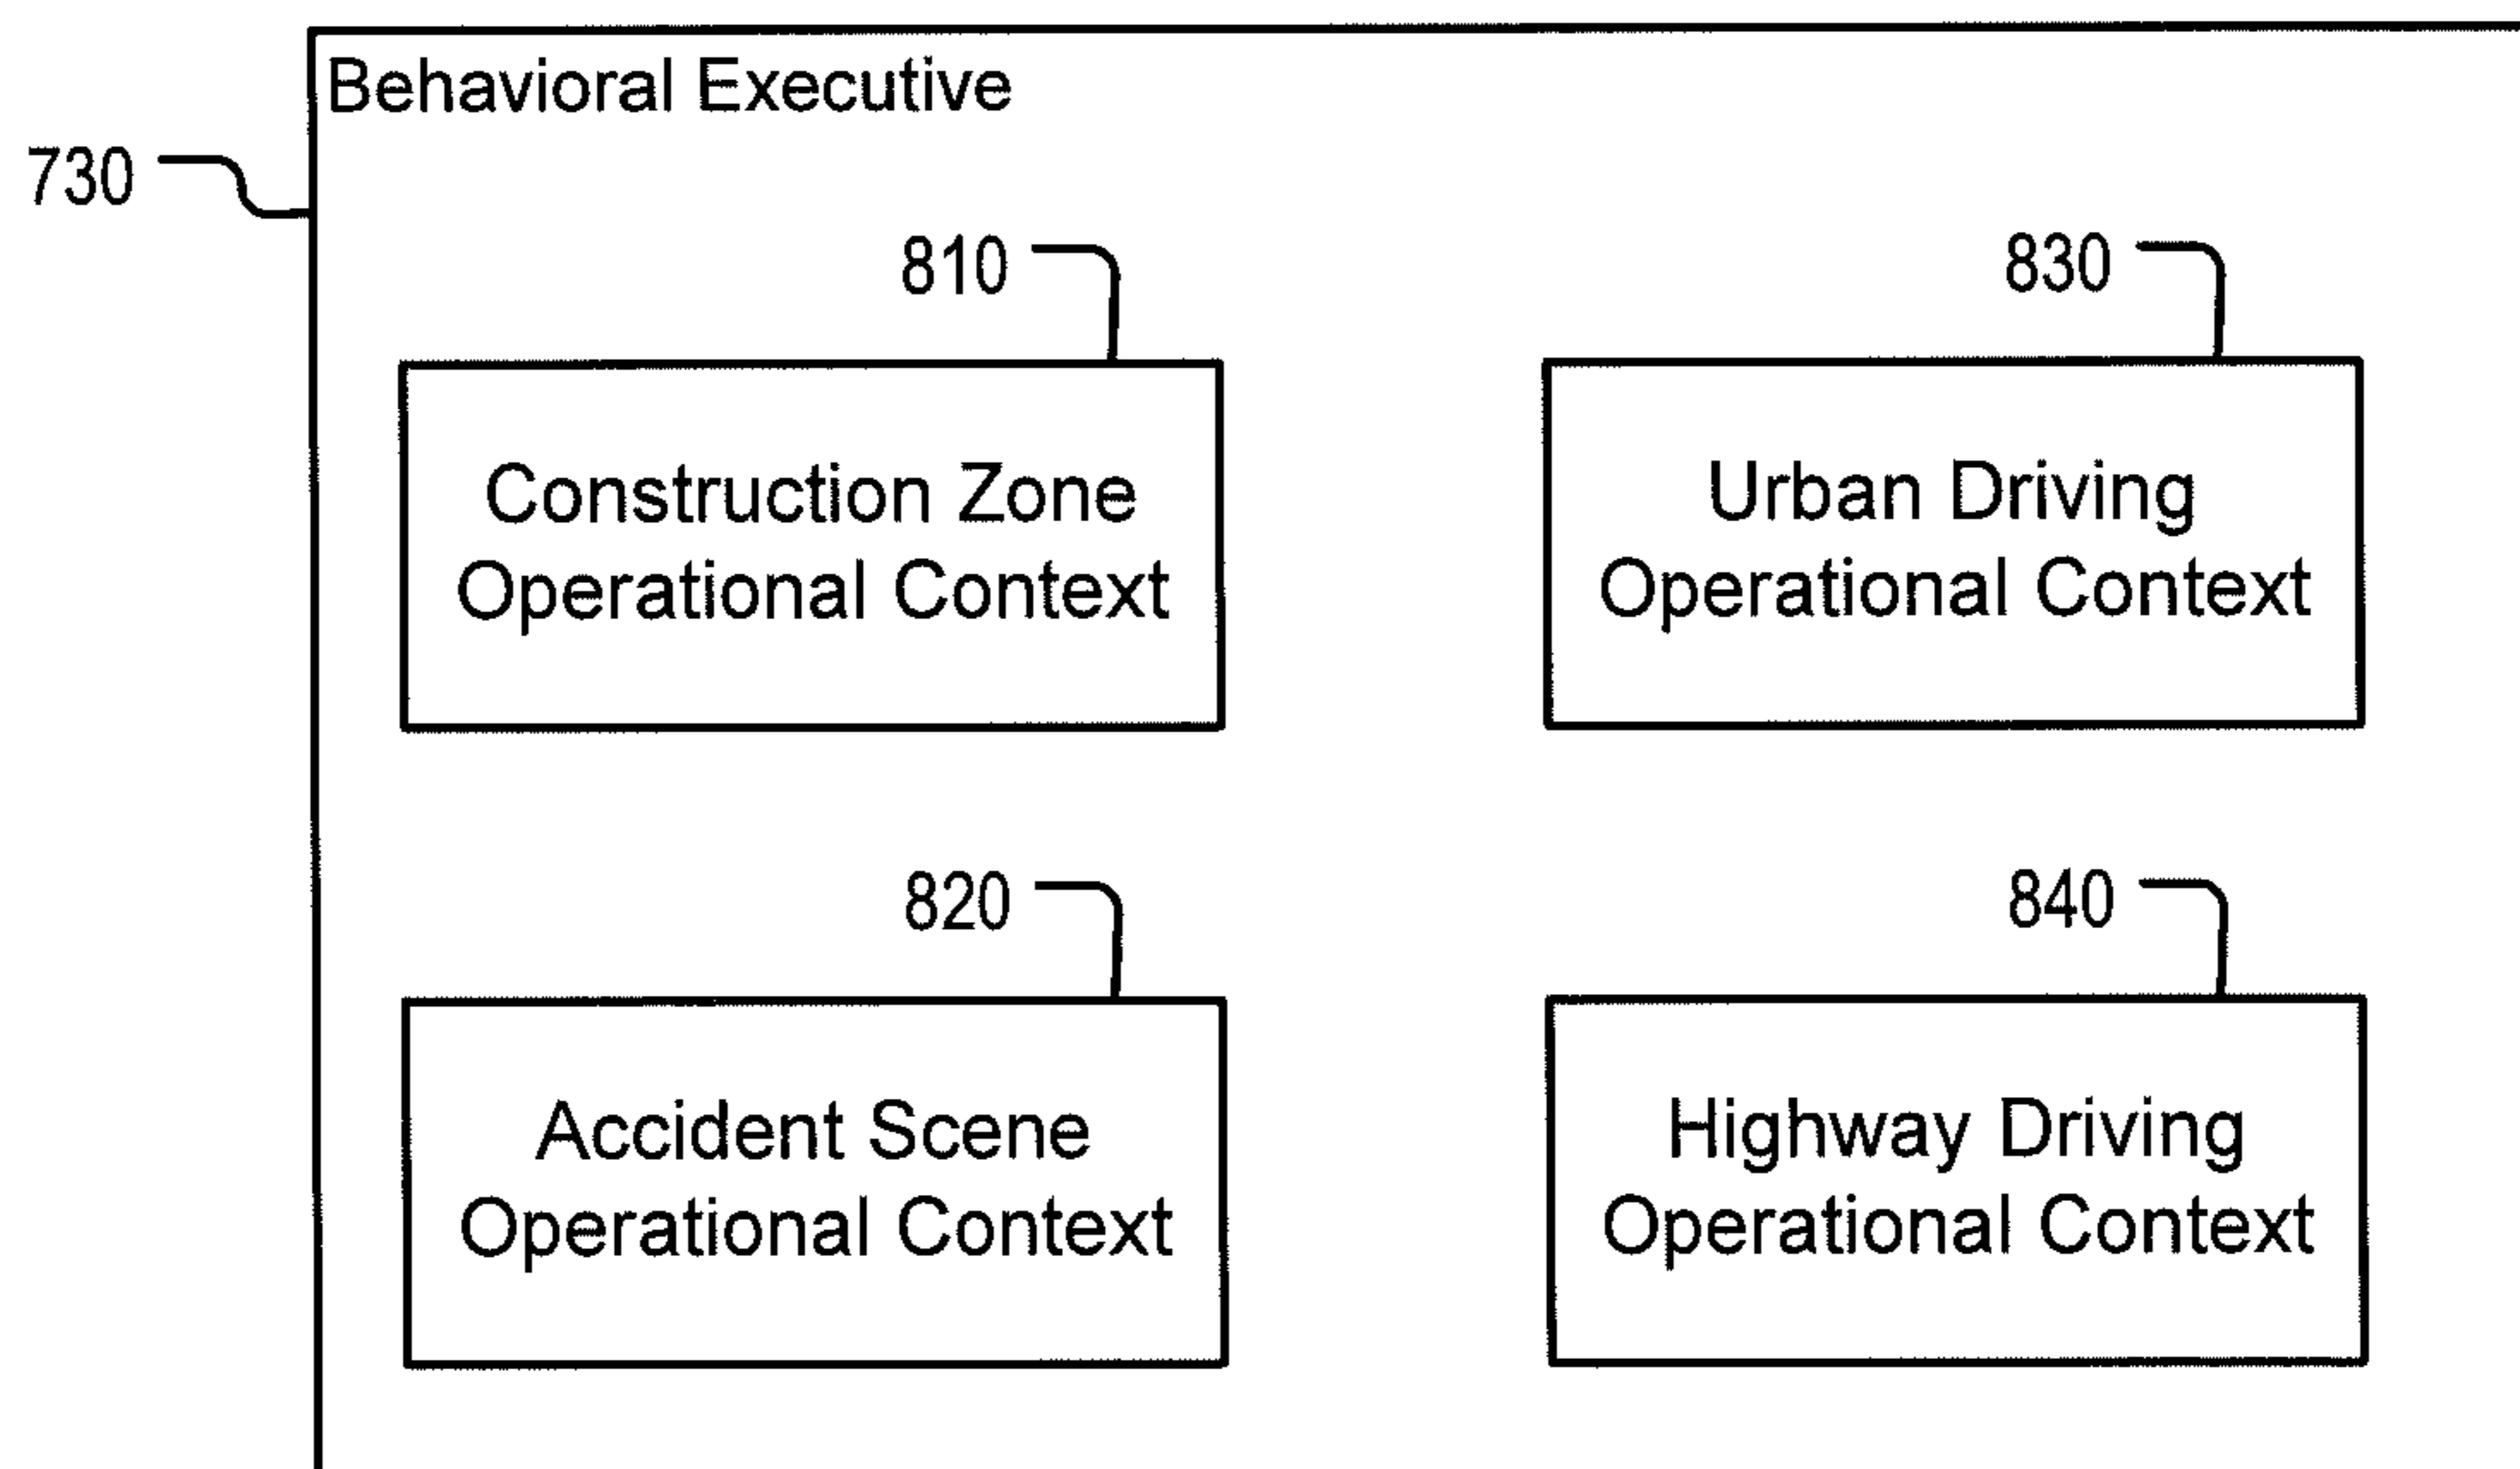 Behavioral Executive
730
810
830
Construction Zone
Operational Context
Urban Driving
Operational Context
820
840
Accident Scene
Operational Context
Highway Driving
Operational Context